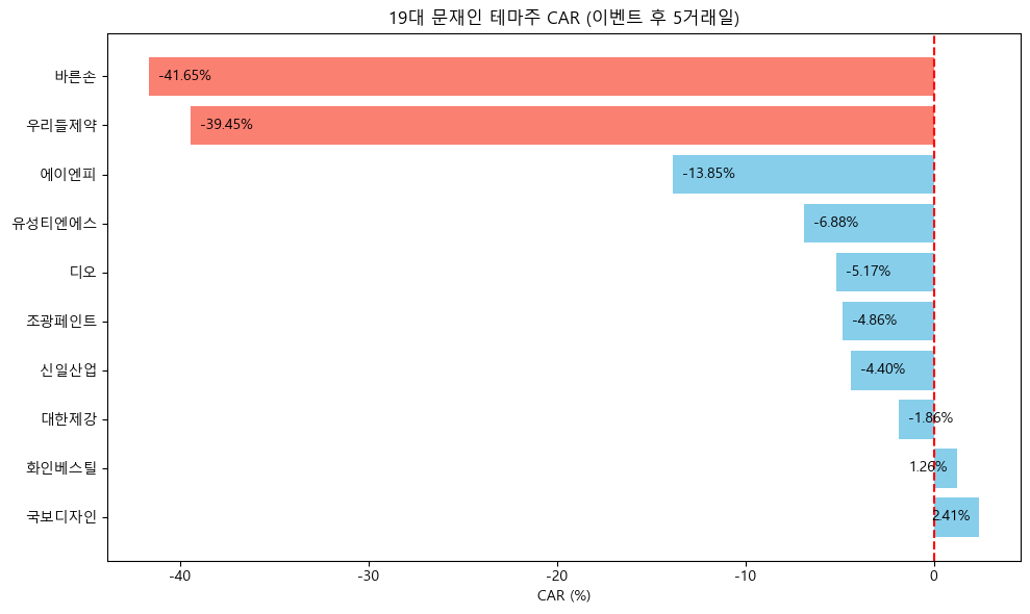 19대 문재인 테마주 CAR (이벤트 후 5거래일)
바른손 -41.65%
우리들제약 -39.45%
에이엔피 -13.85%
유성티엔에스 -6.88%
디오 -5.17%
조광페인트 -4.86%
신일산업 -4.40%
대한제강 -1.86%
화인베스틸 1.26%
국보디자인 2.41%
-40 -30 -20 -10 0
CAR (%)